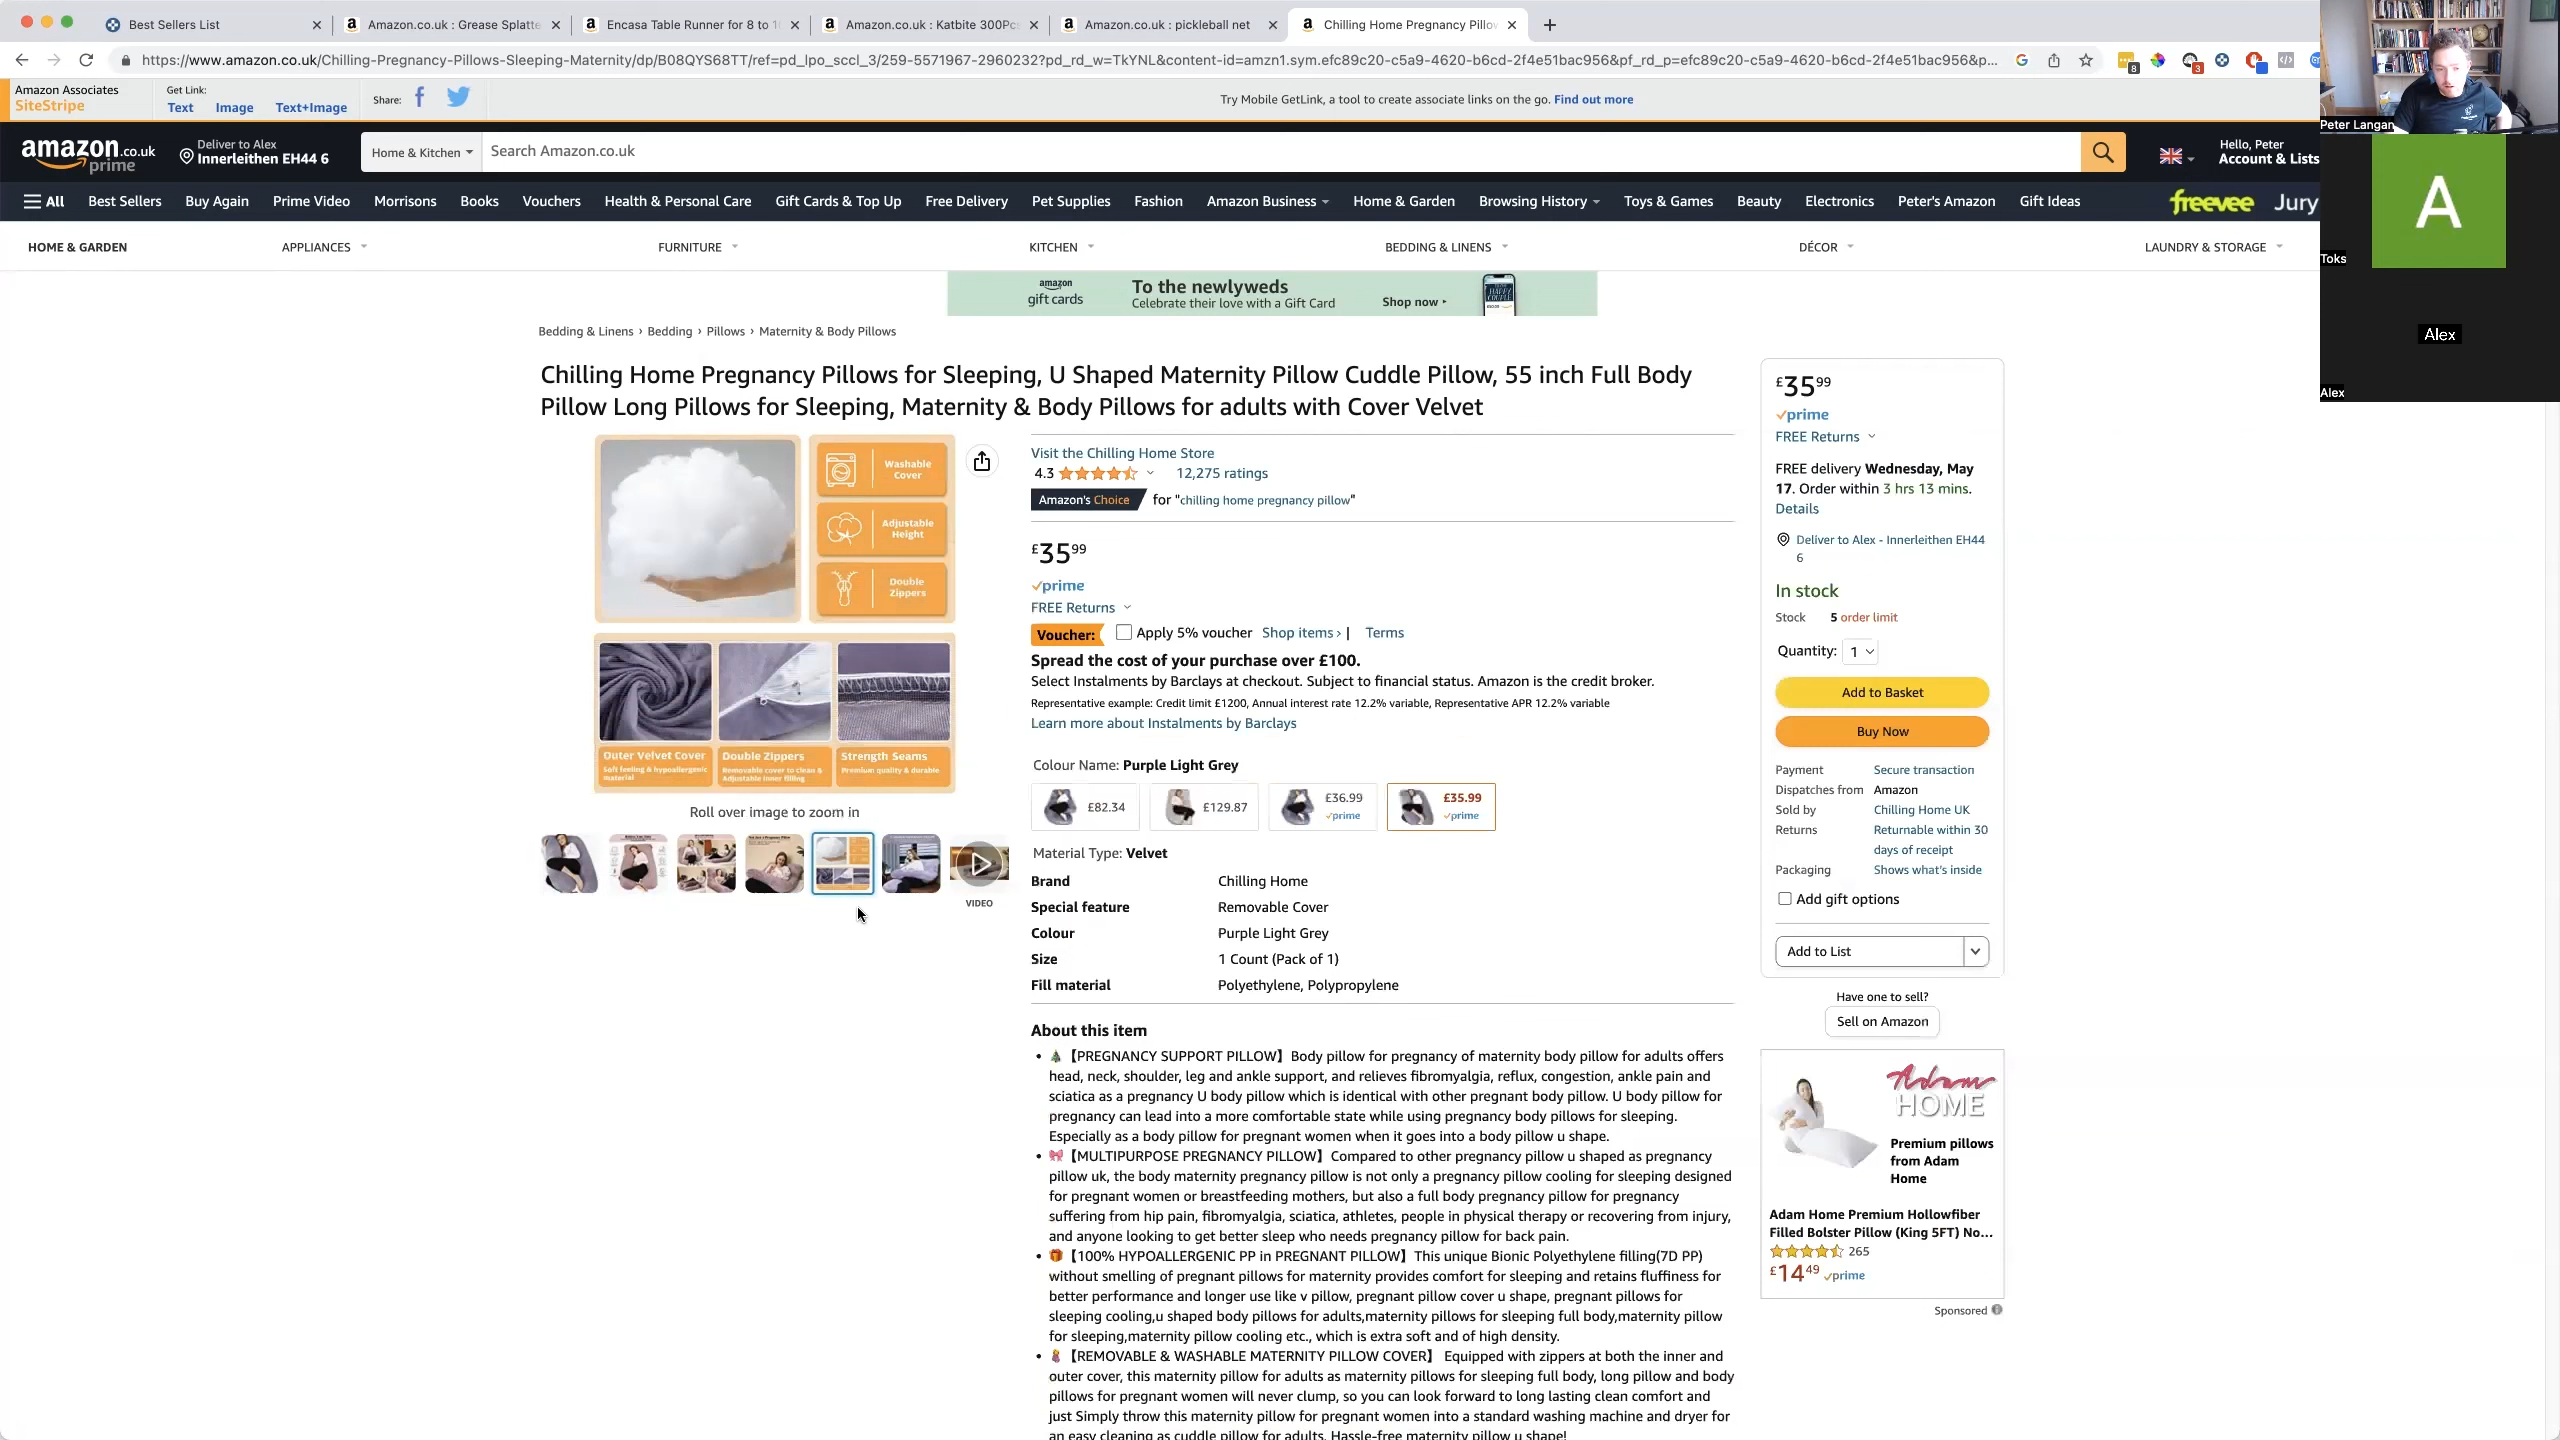 Best Sellers List
Amazon.co.uk : Grease Splatte
Encasa Table Runner for 8 to 1
Amazon.co.uk : Katbite 300Pc
Amazon.co.uk : pickleball net
Chilling Home Pregnancy Pillo
https://www.amazon.co.uk/Chilling-Pregnancy-Pillows-Sleeping-Maternity/dp/B08QYS68TT/ref=pd_lpo_sccl_3/259-5571967-2960232?pd_rd_w=TkYNL&content-id=amzn1.sym.efc89c20-c5a9-4620-b6cd-2f4e51bac956&pf_rd_p=efc89c20-c5a9-4620-b6cd-2f4e51bac956&p...
8
3
Amazon Associates
SiteStripe
Get Link:
Text Image Text+Image
Share:
Try Mobile GetLink, a tool to create associate links on the go. Find out more
Peter Langan
amazon.co.uk
prime
Deliver to Alex
Innerleithen EH44 6
Home & Kitchen
Search Amazon.co.uk
Hello, Peter
Account & Lists
All Best Sellers Buy Again Prime Video Morrisons Books Vouchers Health & Personal Care Gift Cards & Top Up Free Delivery Pet Supplies Fashion Amazon Business Home & Garden Browsing History Toys & Games Beauty Electronics Peter's Amazon Gift Ideas
freevee Jury
A
Toks
HOME & GARDEN APPLIANCES FURNITURE KITCHEN BEDDING & LINENS DÉCOR LAUNDRY & STORAGE
amazon
gift cards
To the newlyweds
Celebrate their love with a Gift Card
Shop now
Alex
Alex
Bedding & Linens › Bedding › Pillows › Maternity & Body Pillows
Chilling Home Pregnancy Pillows for Sleeping, U Shaped Maternity Pillow Cuddle Pillow, 55 inch Full Body
Pillow Long Pillows for Sleeping, Maternity & Body Pillows for adults with Cover Velvet
Washable
Cover
Adjustable
Height
Double
Zippers
Outer Velvet Cover
Soft feeling & hypoallergenic
material
Double Zippers
Removable cover to clean &
Adjustable inner filling
Strength Seams
Premium quality & durable
Roll over image to zoom in
VIDEO
Visit the Chilling Home Store
4.3 12,275 ratings
Amazon's Choice for "chilling home pregnancy pillow"
£35.99
prime
FREE Returns
Voucher: Apply 5% voucher Shop items › | Terms
Spread the cost of your purchase over £100.
Select Instalments by Barclays at checkout. Subject to financial status. Amazon is the credit broker.
Representative example: Credit limit £1200, Annual interest rate 12.2% variable, Representative APR 12.2% variable
Learn more about Instalments by Barclays
Colour Name: Purple Light Grey
£82.34
£129.87
£36.99
prime
£35.99
prime
Material Type: Velvet
Brand Chilling Home
Special feature Removable Cover
Colour Purple Light Grey
Size 1 Count (Pack of 1)
Fill material Polyethylene, Polypropylene
About this item
• 🎄【PREGNANCY SUPPORT PILLOW】Body pillow for pregnancy of maternity body pillow for adults offers
head, neck, shoulder, leg and ankle support, and relieves fibromyalgia, reflux, congestion, ankle pain and
sciatica as a pregnancy U body pillow which is identical with other pregnant body pillow. U body pillow for
pregnancy can lead into a more comfortable state while using pregnancy body pillows for sleeping.
Especially as a body pillow for pregnant women when it goes into a body pillow u shape.
• 🎀【MULTIPURPOSE PREGNANCY PILLOW】Compared to other pregnancy pillow u shaped as pregnancy
pillow uk, the body maternity pregnancy pillow is not only a pregnancy pillow cooling for sleeping designed
for pregnant women or breastfeeding mothers, but also a full body pregnancy pillow for pregnancy
suffering from hip pain, fibromyalgia, sciatica, athletes, people in physical therapy or recovering from injury,
and anyone looking to get better sleep who needs pregnancy pillow for back pain.
• 🎁【100% HYPOALLERGENIC PP in PREGNANT PILLOW】This unique Bionic Polyethylene filling(7D PP)
without smelling of pregnant pillows for maternity provides comfort for sleeping and retains fluffiness for
better performance and longer use like v pillow, pregnant pillow cover u shape, pregnant pillows for
sleeping cooling,u shaped body pillows for adults,maternity pillows for sleeping full body,maternity pillow
for sleeping,maternity pillow cooling etc., which is extra soft and of high density.
• 【REMOVABLE & WASHABLE MATERNITY PILLOW COVER】 Equipped with zippers at both the inner and
outer cover, this maternity pillow for adults as maternity pillows for sleeping full body, long pillow and body
pillows for pregnant women will never clump, so you can look forward to long lasting clean comfort and
just Simply throw this maternity pillow for pregnant women into a standard washing machine and dryer for
an easy cleaning as cuddle pillow for adults. Hassle-free maternity pillow u shape!
£35.99
prime
FREE Returns
FREE delivery Wednesday, May
17. Order within 3 hrs 13 mins.
Details
Deliver to Alex - Innerleithen EH44
6
In stock
Stock 5 order limit
Quantity: 1
Add to Basket
Buy Now
Payment Secure transaction
Dispatches from Amazon
Sold by Chilling Home UK
Returns Returnable within 30
days of receipt
Packaging Shows what's inside
Add gift options
Add to List
Have one to sell?
Sell on Amazon
Adam
HOME
Premium pillows
from Adam
Home
Adam Home Premium Hollowfiber
Filled Bolster Pillow (King 5FT) No...
265
£14.49 prime
Sponsored